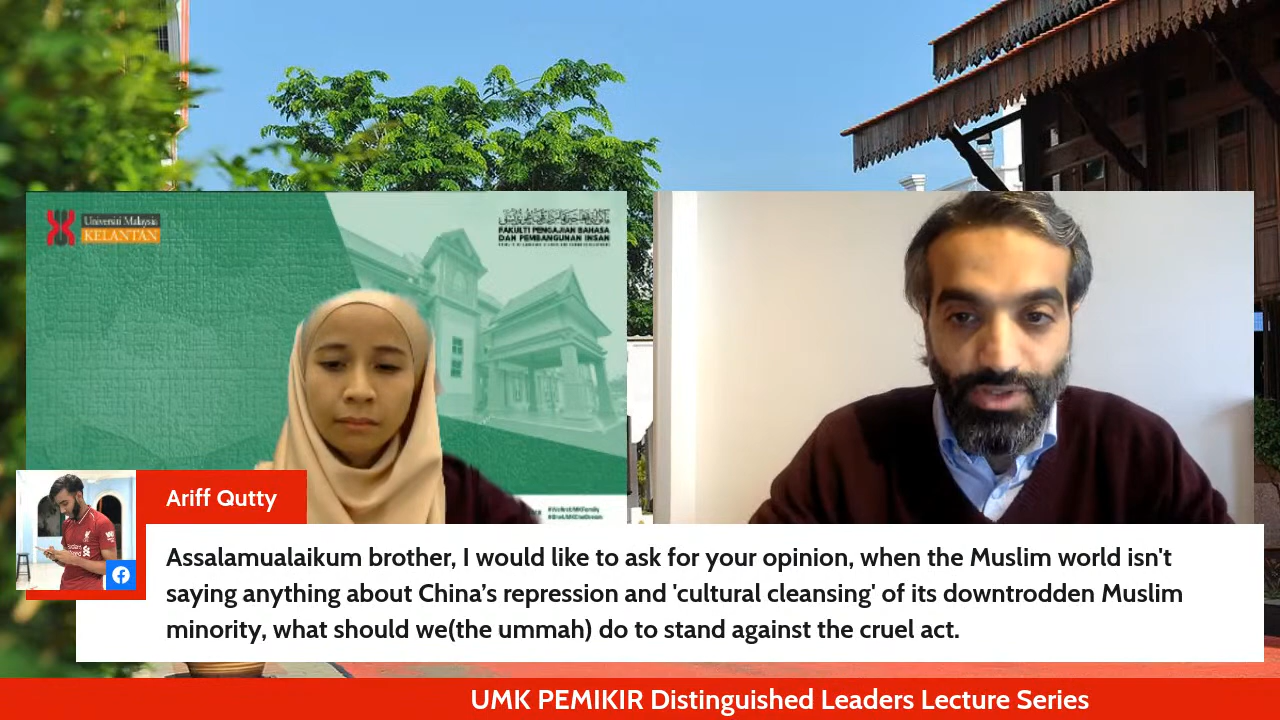 Universiti Malaysia
KELANTAN
FAKULTI PENGAJIAN BAHASA
DAN PEMBANGUNAN INSAN
Ariff Qutty
Assalamualaikum brother, I would like to ask for your opinion, when the Muslim world isn't
saying anything about China’s repression and 'cultural cleansing' of its downtrodden Muslim
minority, what should we(the ummah) do to stand against the cruel act.
UMK PEMIKIR Distinguished Leaders Lecture Series